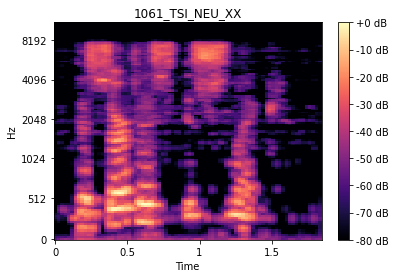 1061_TSI_NEU_XX
8192
4096
2048
1024
512
0
Hz
0
0.5
1
1.5
Time
+0 dB
-10 dB
-20 dB
-30 dB
-40 dB
-50 dB
-60 dB
-70 dB
-80 dB